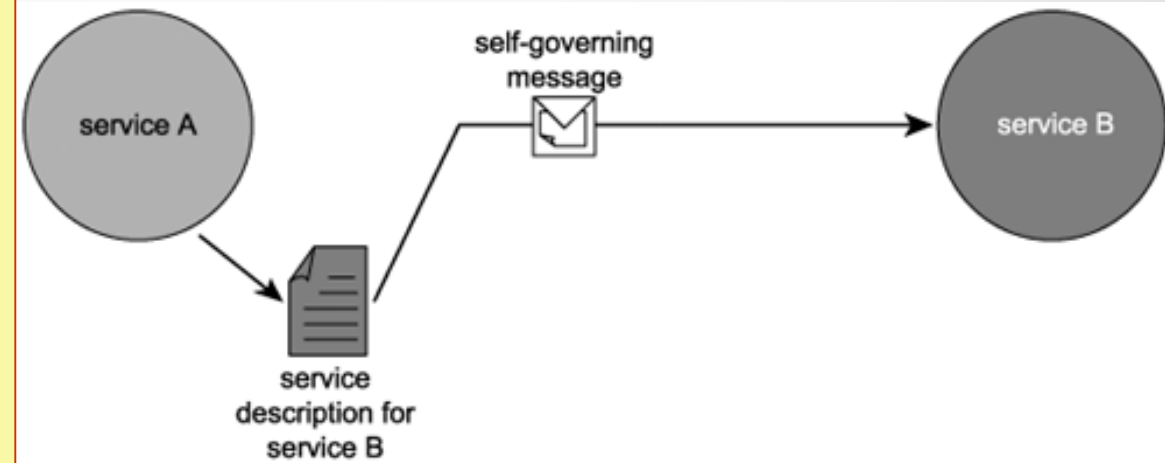 self-governing
message
service A
service B
service
description for
service B